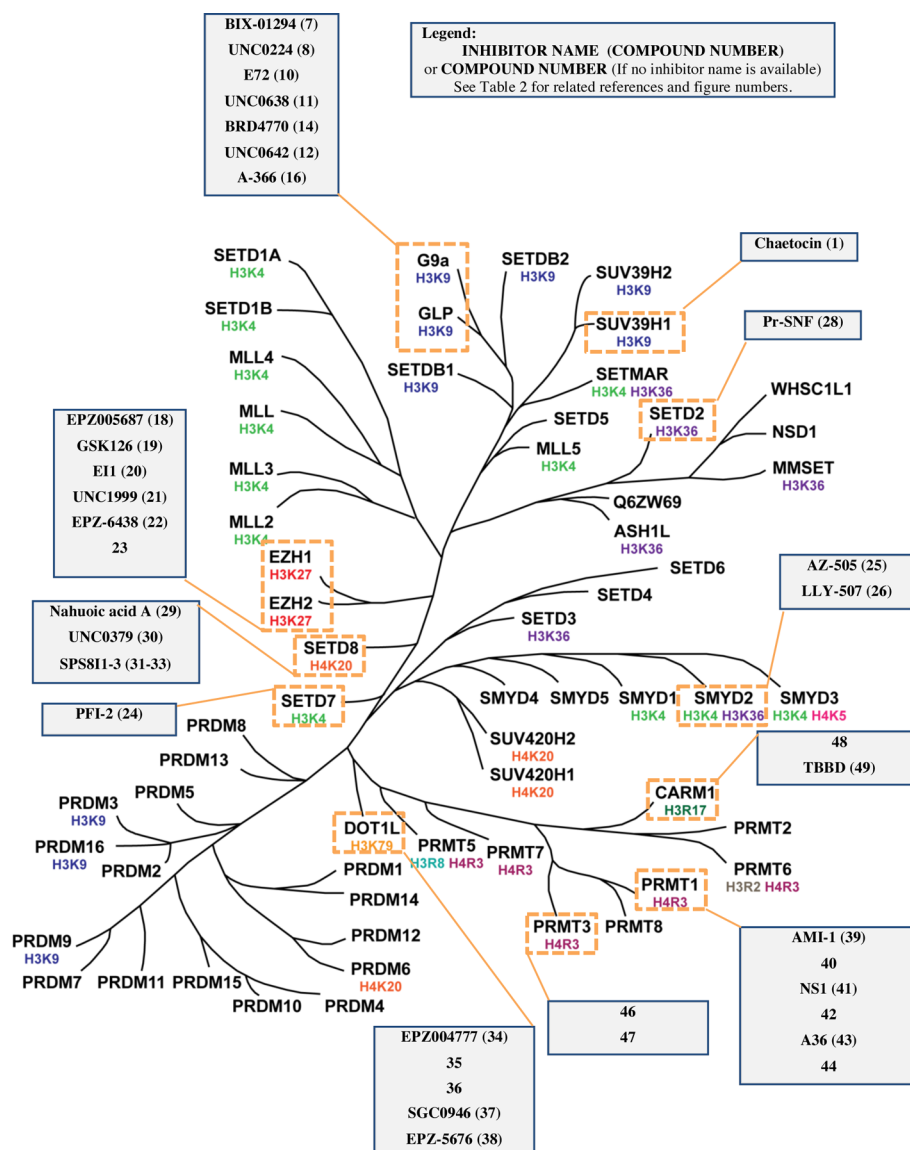 BIX-01294 (7)
UNC0224 (8)
E72 (10)
UNC0638 (11)
BRD4770 (14)
UNC0642 (12)
A-366 (16)
Legend:
INHIBITOR NAME (COMPOUND NUMBER)
or COMPOUND NUMBER (If no inhibitor name is available)
See Table 2 for related references and figure numbers.
Chaetocin (1)
Pr-SNF (28)
SETD1A
H3K4
SETD1B
H3K4
MLL4
H3K4
MLL
H3K4
MLL3
H3K4
MLL2
H3K4
G9a
H3K9
GLP
H3K9
SETDB1
H3K9
SETDB2
H3K9
SUV39H2
H3K9
SUV39H1
H3K9
SETMAR
H3K4 H3K36
SETD5
MLL5
H3K4
SETD2
H3K36
WHSC1L1
NSD1
MMSET
H3K36
Q6ZW69
ASH1L
H3K36
EPZ005687 (18)
GSK126 (19)
EI1 (20)
UNC1999 (21)
EPZ-6438 (22)
23
EZH1
H3K27
EZH2
H3K27
Nahuoic acid A (29)
UNC0379 (30)
SPS8I1-3 (31-33)
SETD8
H4K20
PFI-2 (24)
SETD7
H3K4
SETD6
SETD4
SETD3
H3K36
AZ-505 (25)
LLY-507 (26)
SMYD4
SMYD5
SMYD1
H3K4
SMYD2
H3K4 H3K36
SMYD3
H3K4 H4K5
SUV420H2
H4K20
SUV420H1
H4K20
48
TBBD (49)
PRDM8
PRDM13
PRDM5
PRDM3
H3K9
PRDM16
H3K9
PRDM2
DOT1L
H3K79
PRMT5
H3R8 H4R3
PRMT7
H4R3
CARM1
H3R17
PRMT2
PRMT6
H3R2 H4R3
PRMT1
H4R3
PRMT8
PRMT3
H4R3
PRDM1
PRDM14
PRDM12
PRDM6
H4K20
PRDM9
H3K9
PRDM7
PRDM11
PRDM15
PRDM10
PRDM4
AMI-1 (39)
40
NS1 (41)
42
A36 (43)
44
46
47
EPZ004777 (34)
35
36
SGC0946 (37)
EPZ-5676 (38)